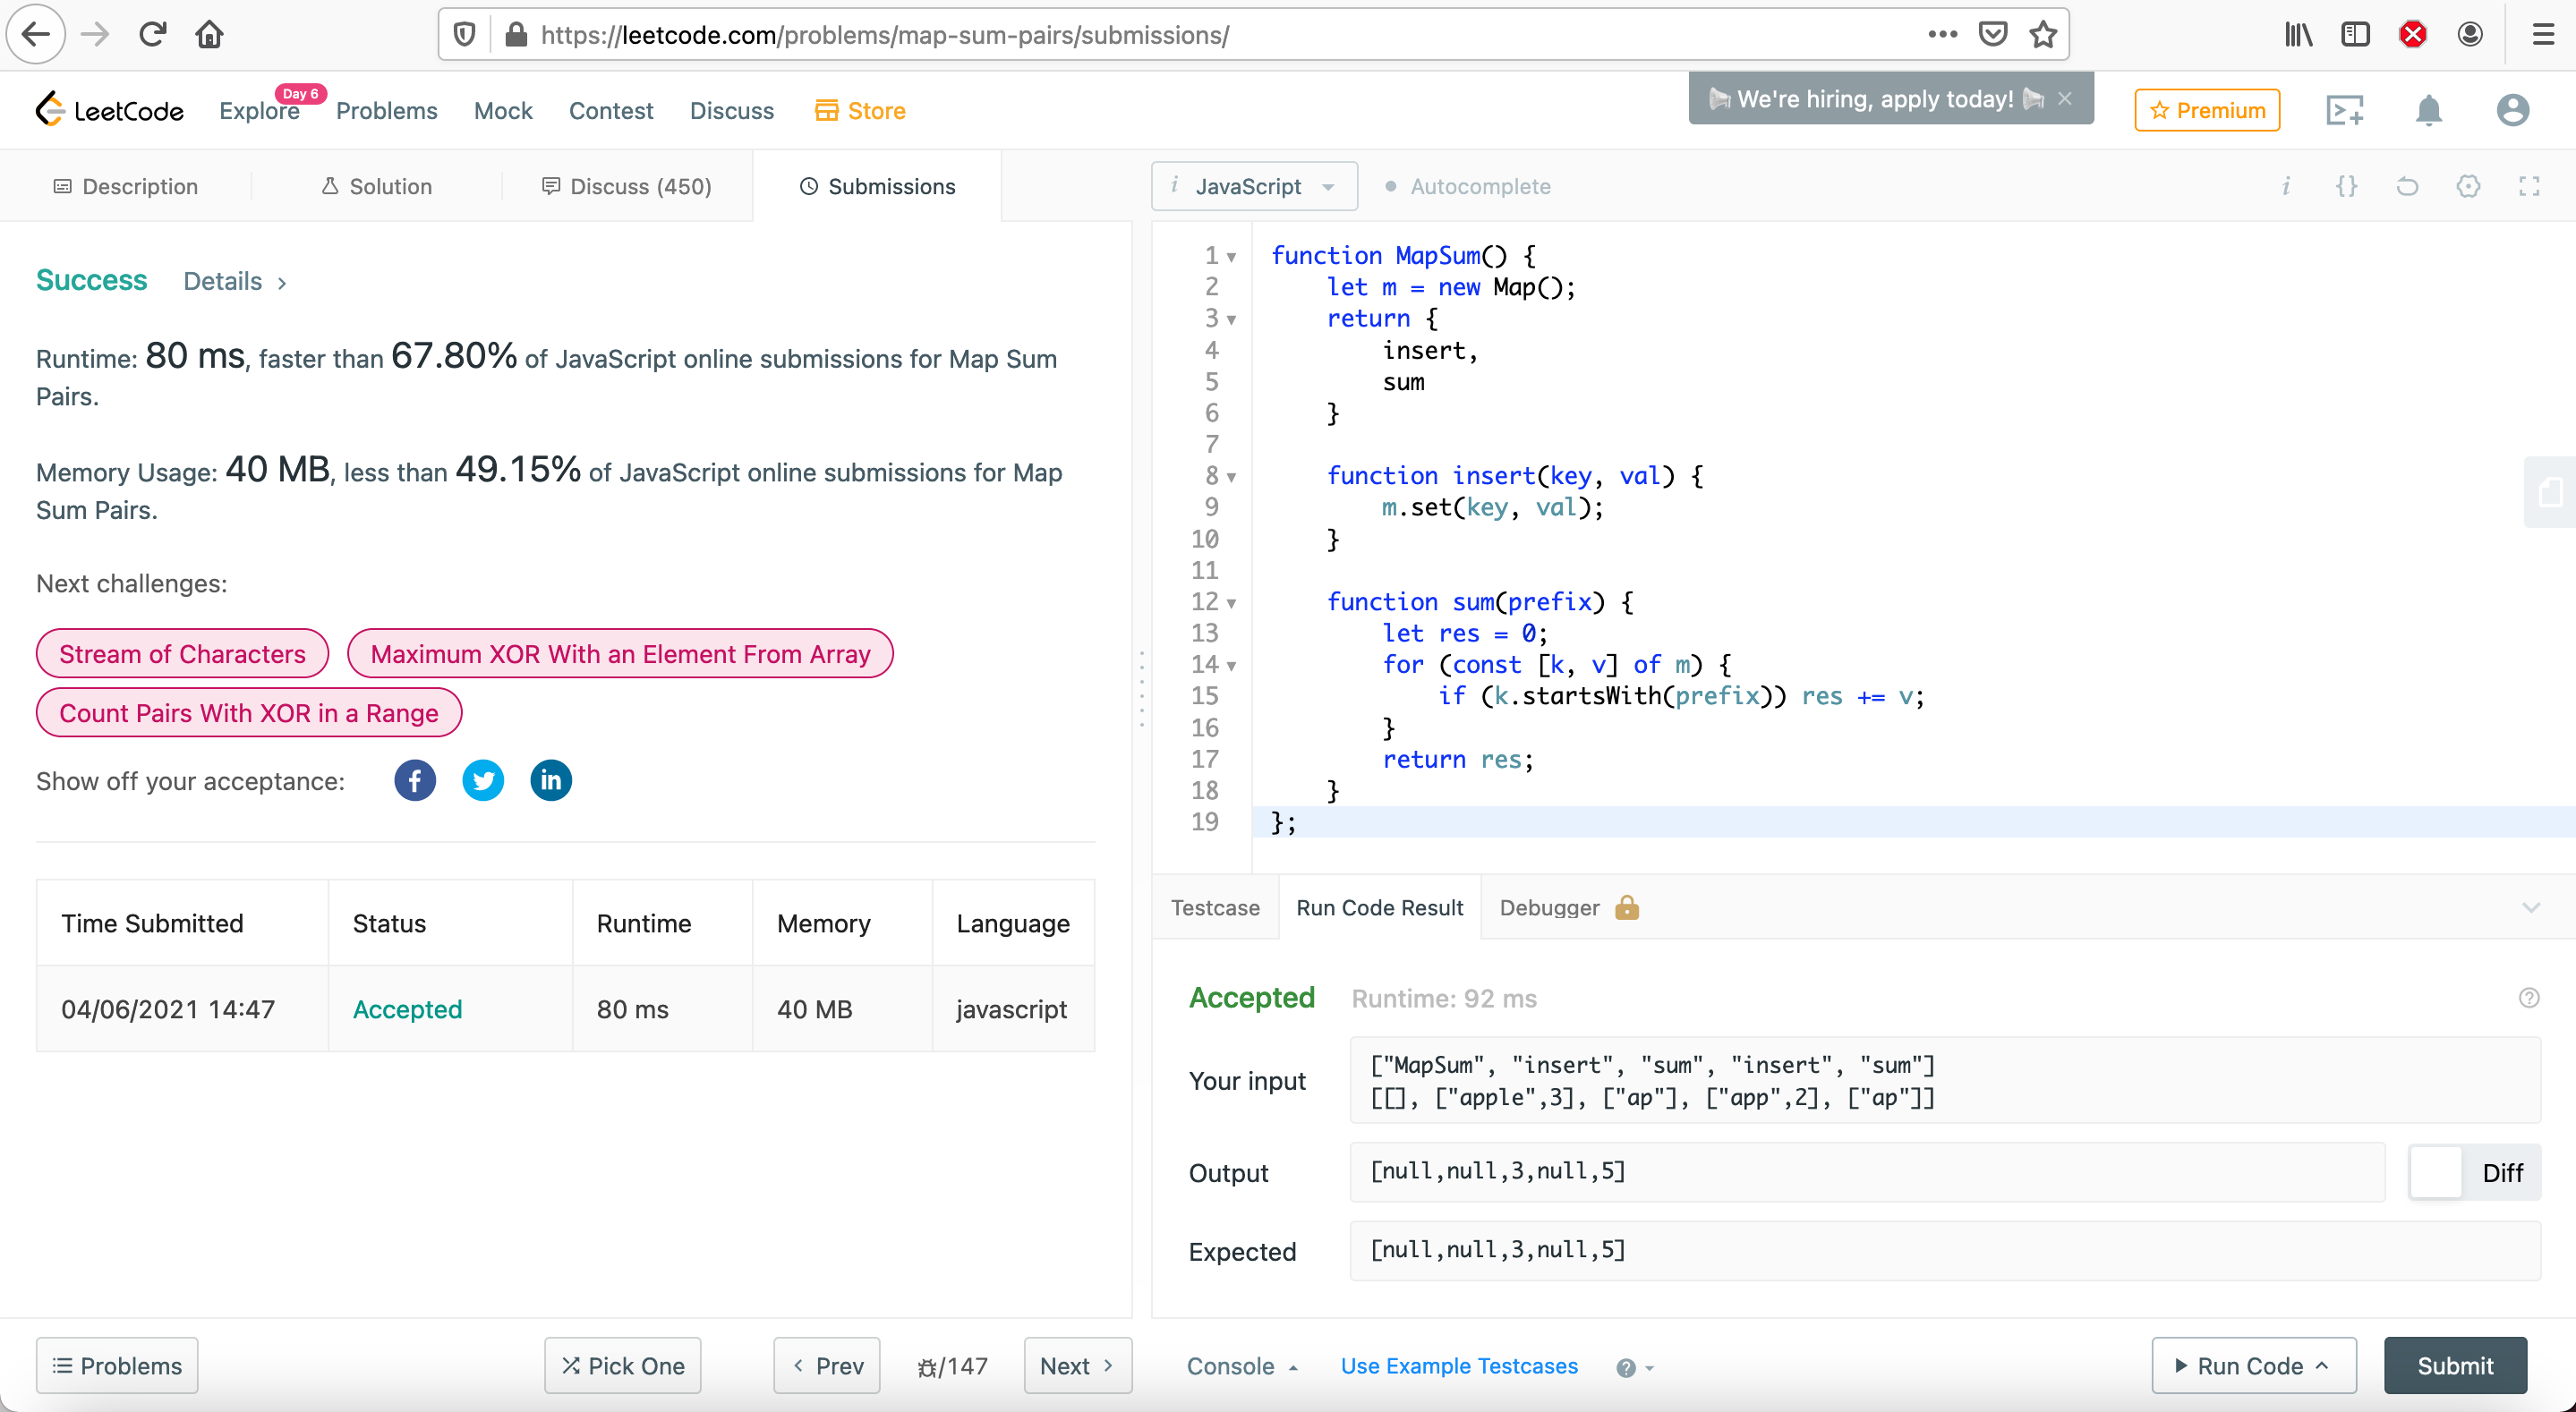 https://leetcode.com/problems/map-sum-pairs/submissions/
LeetCode
Explore
Day 6
Problems
Mock
Contest
Discuss
Store
We're hiring, apply today!
Premium
Description
Solution
Discuss (450)
Submissions
Success Details
Runtime: 80 ms, faster than 67.80% of JavaScript online submissions for Map Sum
Pairs.
Memory Usage: 40 MB, less than 49.15% of JavaScript online submissions for Map
Sum Pairs.
Next challenges:
Stream of Characters
Maximum XOR With an Element From Array
Count Pairs With XOR in a Range
Show off your acceptance:
Time Submitted Status Runtime Memory Language
04/06/2021 14:47 Accepted 80 ms 40 MB javascript
Problems
Pick One
Prev
/147
Next
i JavaScript
Autocomplete
i {}
1 function MapSum() {
2 let m = new Map();
3 return {
4 insert,
5 sum
6 }
7
8 function insert(key, val) {
9 m.set(key, val);
10 }
11
12 function sum(prefix) {
13 let res = 0;
14 for (const [k, v] of m) {
15 if (k.startsWith(prefix)) res += v;
16 }
17 return res;
18 }
19 };
Testcase
Run Code Result
Debugger
Accepted Runtime: 92 ms
Your input
["MapSum", "insert", "sum", "insert", "sum"]
[[], ["apple",3], ["ap"], ["app",2], ["ap"]]
Output
[null,null,3,null,5]
Diff
Expected
[null,null,3,null,5]
Console
Use Example Testcases
Run Code
Submit